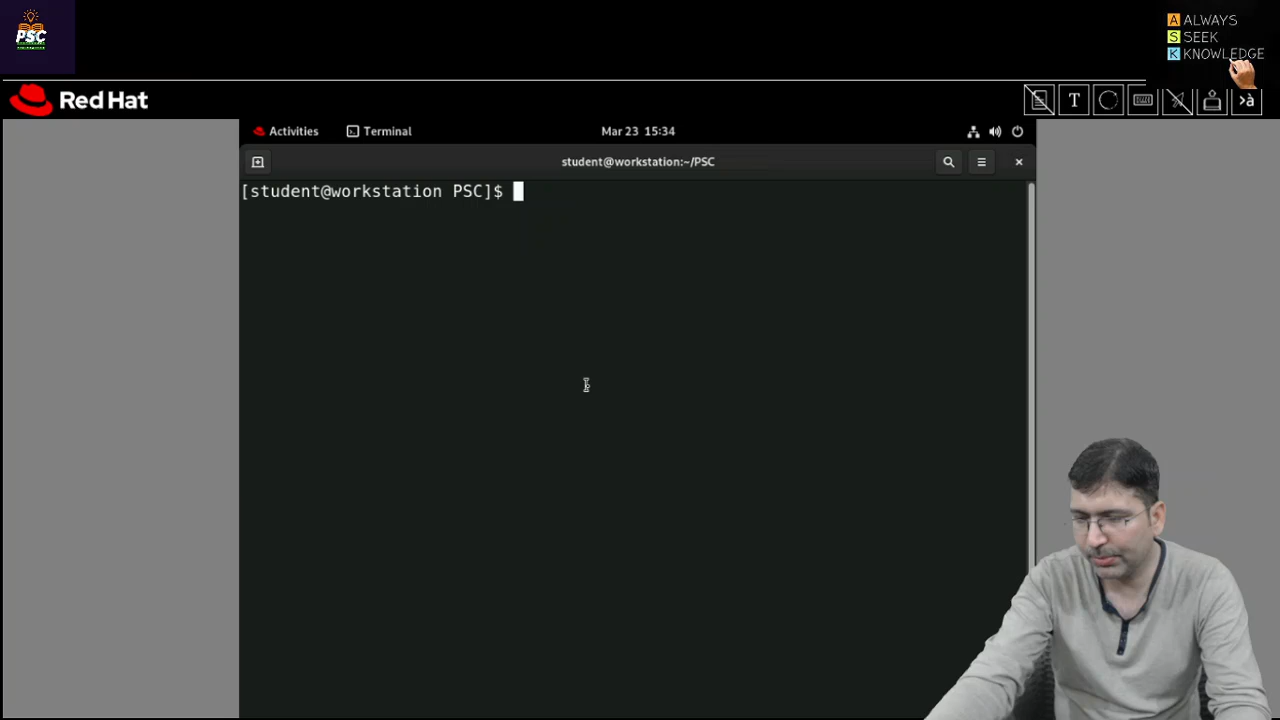 PSC
A ALWAYS
S SEEK
K KNOWLEDGE
Red Hat
T
>à
Activities
Terminal
Mar 23 15:34
student@workstation:~/PSC
[student@workstation PSC]$